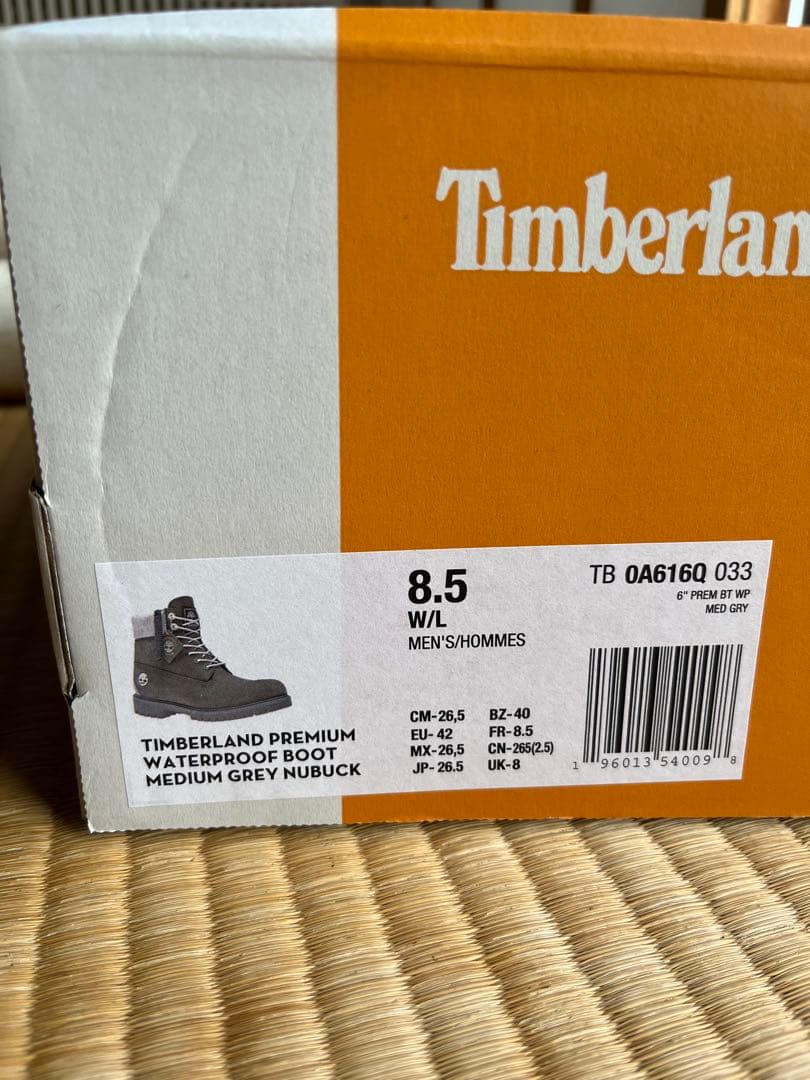 Timberlan
8.5
W/L
MEN'S/HOMMES
TB 0A616Q 033
6" PREM BT WP
MED GRY
TIMBERLAND PREMIUM
WATERPROOF BOOT
MEDIUM GREY NUBUCK
CM-26,5 BZ-40
EU- 42 FR-8.5
MX-26,5 CN-265(2.5)
JP- 26.5 UK-8
1 96013 54009 8